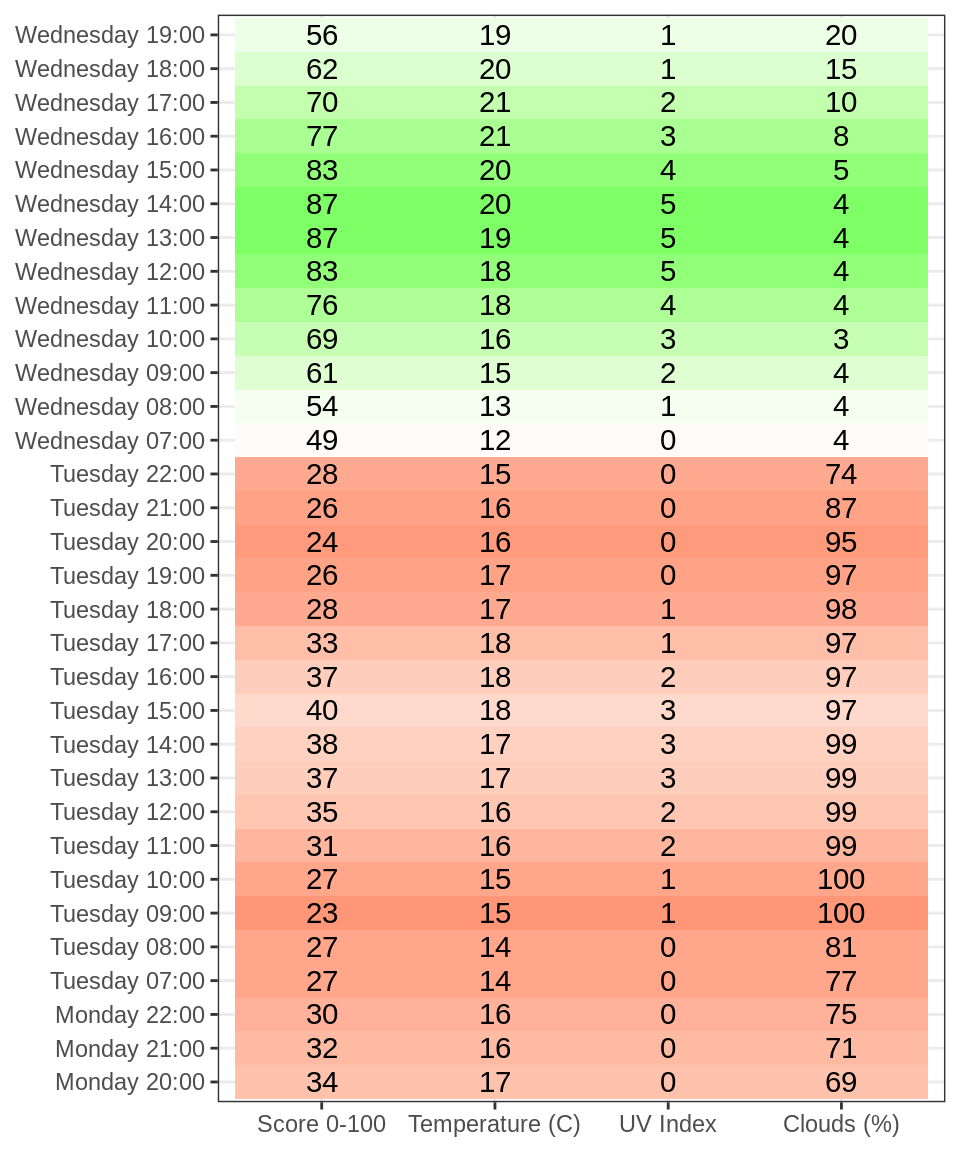 Wednesday 19:00 56 19 1 20
Wednesday 18:00 62 20 1 15
Wednesday 17:00 70 21 2 10
Wednesday 16:00 77 21 3 8
Wednesday 15:00 83 20 4 5
Wednesday 14:00 87 20 5 4
Wednesday 13:00 87 19 5 4
Wednesday 12:00 83 18 5 4
Wednesday 11:00 76 18 4 4
Wednesday 10:00 69 16 3 3
Wednesday 09:00 61 15 2 4
Wednesday 08:00 54 13 1 4
Wednesday 07:00 49 12 0 4
Tuesday 22:00 28 15 0 74
Tuesday 21:00 26 16 0 87
Tuesday 20:00 24 16 0 95
Tuesday 19:00 26 17 0 97
Tuesday 18:00 28 17 1 98
Tuesday 17:00 33 18 1 97
Tuesday 16:00 37 18 2 97
Tuesday 15:00 40 18 3 97
Tuesday 14:00 38 17 3 99
Tuesday 13:00 37 17 3 99
Tuesday 12:00 35 16 2 99
Tuesday 11:00 31 16 2 99
Tuesday 10:00 27 15 1 100
Tuesday 09:00 23 15 1 100
Tuesday 08:00 27 14 0 81
Tuesday 07:00 27 14 0 77
Monday 22:00 30 16 0 75
Monday 21:00 32 16 0 71
Monday 20:00 34 17 0 69
Score 0-100 Temperature (C) UV Index Clouds (%)